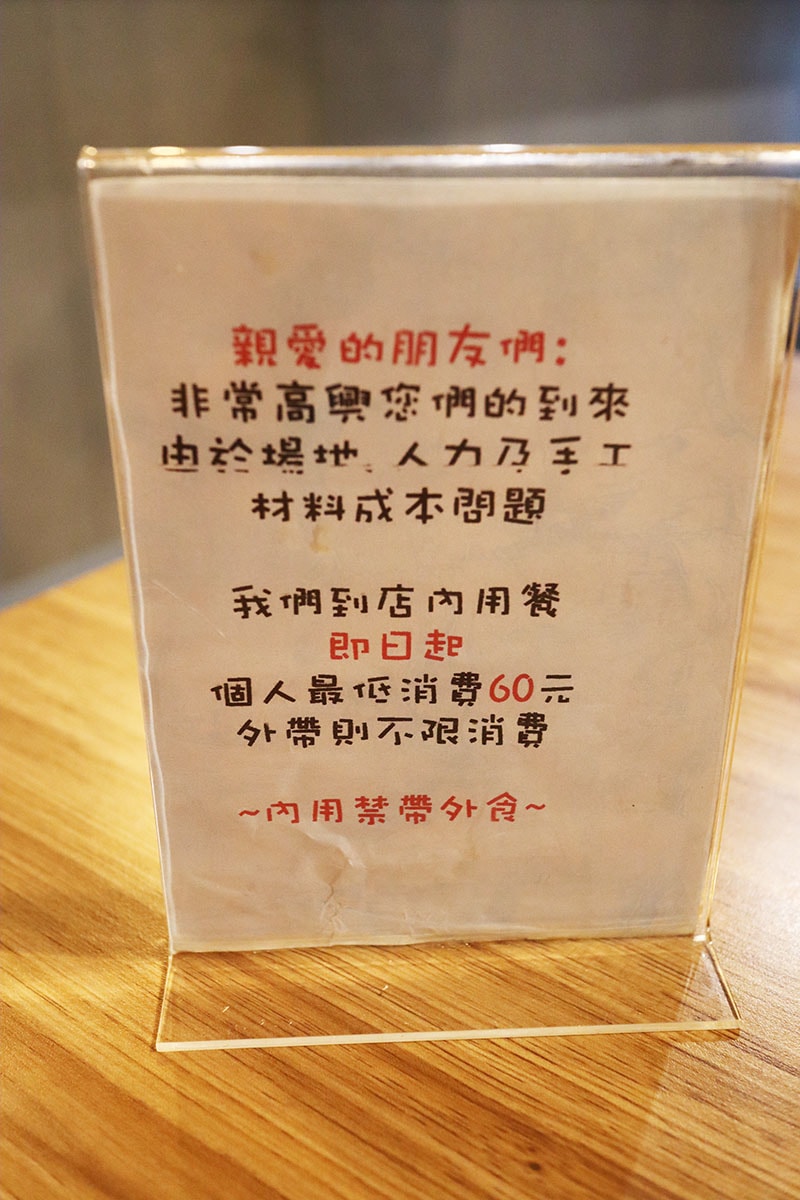 親愛的朋友們：
非常高興您們的到來
由於場地、人力及手工
材料成本問題
我們到店內用餐
即日起
個人最低消費60元
外帶則不限消費
~內用禁帶外食~